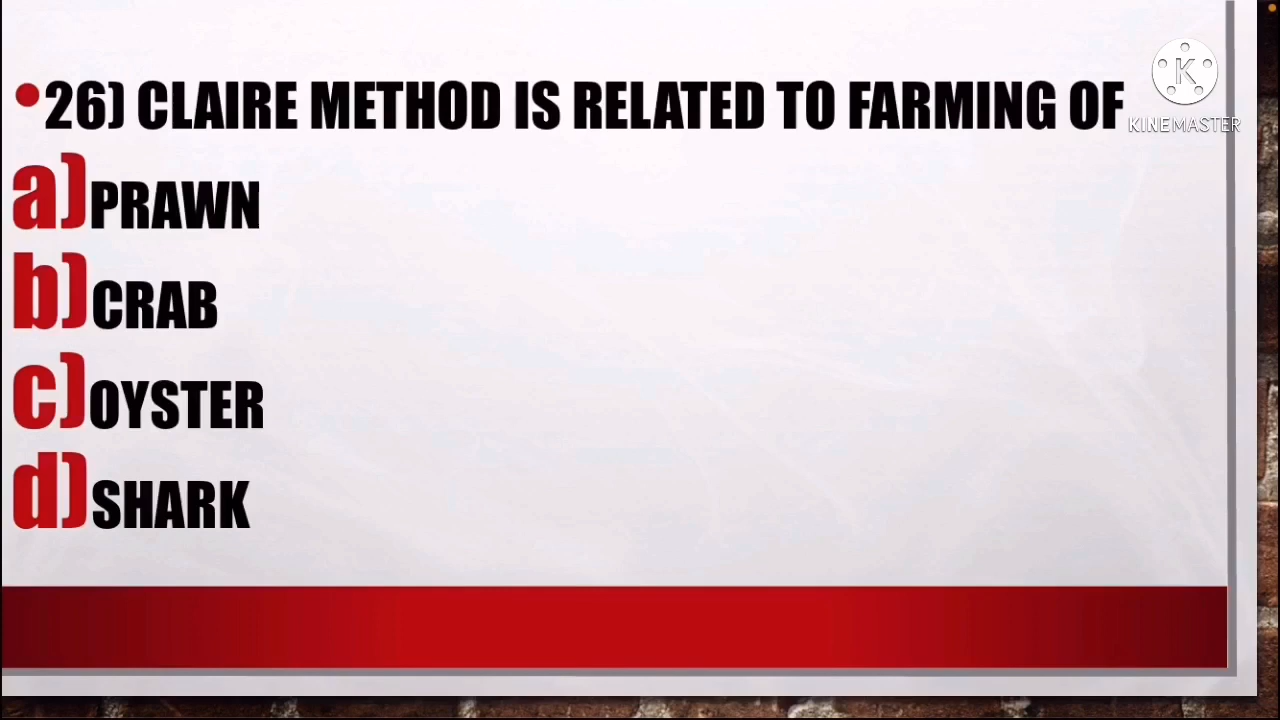 •26) CLAIRE METHOD IS RELATED TO FARMING OF
K
KINEMASTER
a)PRAWN
b)CRAB
c)OYSTER
d)SHARK